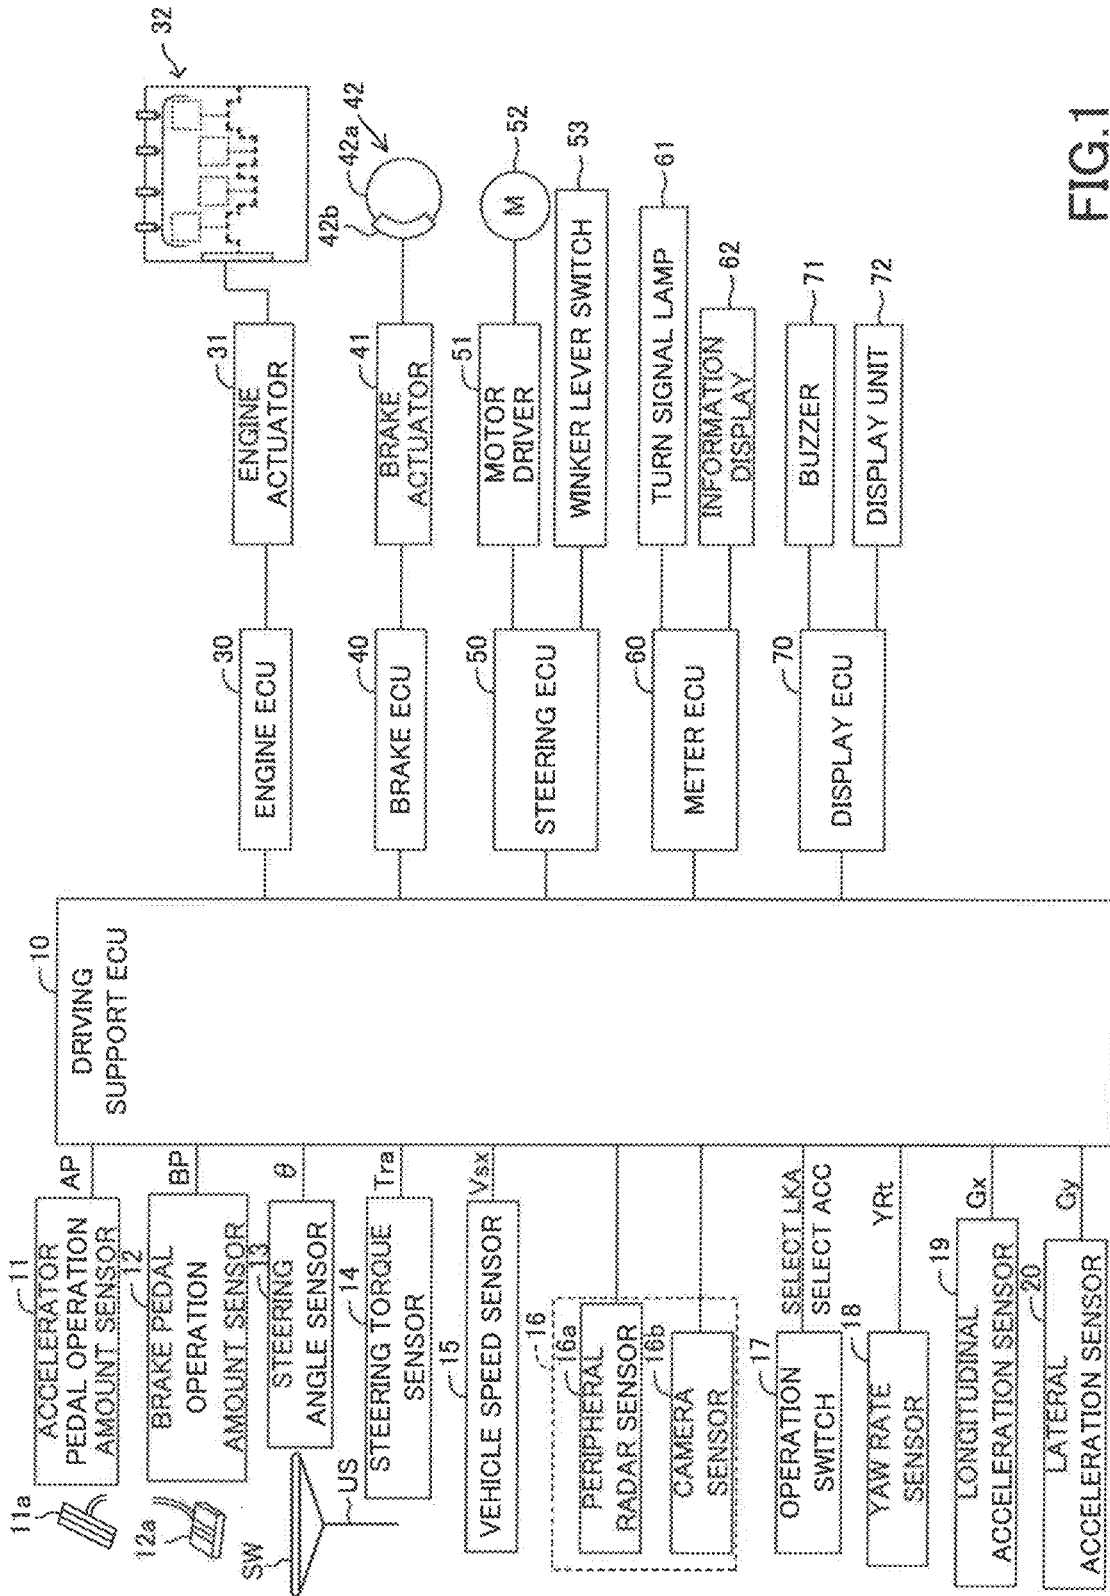 11a
11
ACCELERATOR
PEDAL OPERATION
AMOUNT SENSOR
AP
12a
12
BRAKE PEDAL
OPERATION
AMOUNT SENSOR
BP
SW
13
STEERING
ANGLE SENSOR
θ
US
14
STEERING TORQUE
SENSOR
Tra
15
VEHICLE SPEED SENSOR
Vsx
16
16a
PERIPHERAL
RADAR SENSOR
16b
CAMERA
SENSOR
17
OPERATION
SWITCH
SELECT LKA
SELECT ACC
18
YAW RATE
SENSOR
YRt
19
LONGITUDINAL
ACCELERATION SENSOR
Gx
20
LATERAL
ACCELERATION SENSOR
Gy
10
DRIVING
SUPPORT ECU
30
ENGINE ECU
31
ENGINE
ACTUATOR
32
40
BRAKE ECU
41
BRAKE
ACTUATOR
42b
42a
42
50
STEERING ECU
51
MOTOR
DRIVER
M
52
WINKER LEVER SWITCH
53
60
METER ECU
TURN SIGNAL LAMP
61
INFORMATION
DISPLAY
62
70
DISPLAY ECU
BUZZER
71
DISPLAY UNIT
72
FIG.1